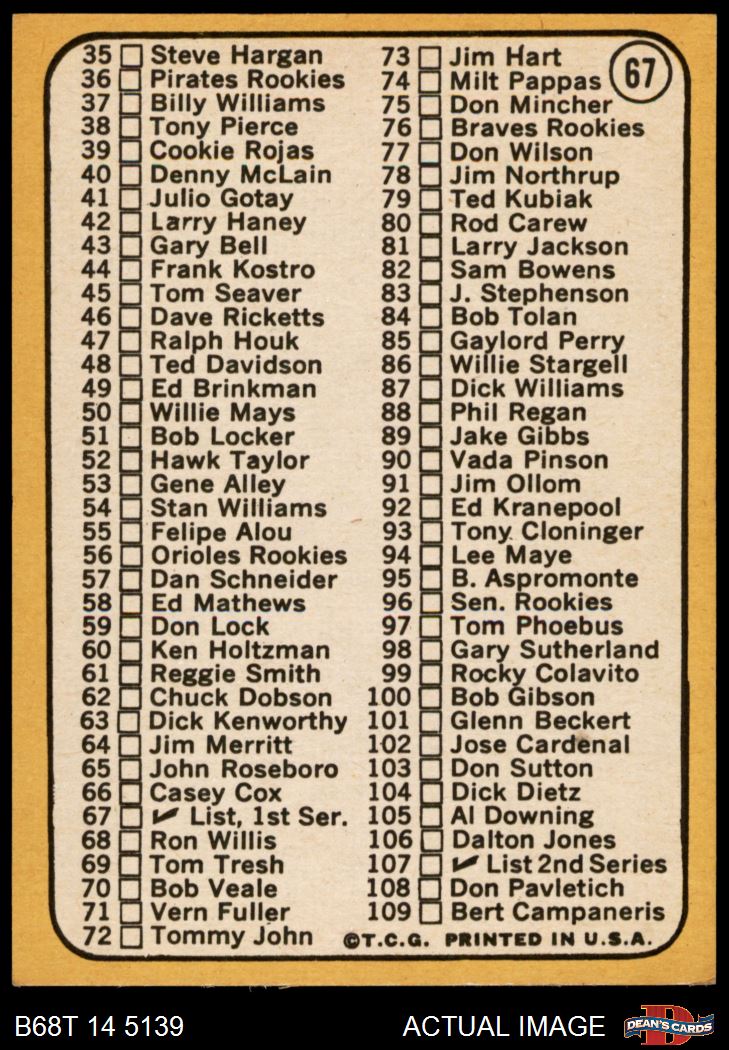 67
35 Steve Hargan
36 Pirates Rookies
37 Billy Williams
38 Tony Pierce
39 Cookie Rojas
40 Denny McLain
41 Julio Gotay
42 Larry Haney
43 Gary Bell
44 Frank Kostro
45 Tom Seaver
46 Dave Ricketts
47 Ralph Houk
48 Ted Davidson
49 Ed Brinkman
50 Willie Mays
51 Bob Locker
52 Hawk Taylor
53 Gene Alley
54 Stan Williams
55 Felipe Alou
56 Orioles Rookies
57 Dan Schneider
58 Ed Mathews
59 Don Lock
60 Ken Holtzman
61 Reggie Smith
62 Chuck Dobson
63 Dick Kenworthy
64 Jim Merritt
65 John Roseboro
66 Casey Cox
67 ✔ List, 1st Ser.
68 Ron Willis
69 Tom Tresh
70 Bob Veale
71 Vern Fuller
72 Tommy John
73 Jim Hart
74 Milt Pappas
75 Don Mincher
76 Braves Rookies
77 Don Wilson
78 Jim Northrup
79 Ted Kubiak
80 Rod Carew
81 Larry Jackson
82 Sam Bowens
83 J. Stephenson
84 Bob Tolan
85 Gaylord Perry
86 Willie Stargell
87 Dick Williams
88 Phil Regan
89 Jake Gibbs
90 Vada Pinson
91 Jim Ollom
92 Ed Kranepool
93 Tony Cloninger
94 Lee Maye
95 B. Aspromonte
96 Sen. Rookies
97 Tom Phoebus
98 Gary Sutherland
99 Rocky Colavito
100 Bob Gibson
101 Glenn Beckert
102 Jose Cardenal
103 Don Sutton
104 Dick Dietz
105 Al Downing
106 Dalton Jones
107 ✔ List 2nd Series
108 Don Pavletich
109 Bert Campaneris
©T.C.G. PRINTED IN U.S.A.
B68T 14 5139 ACTUAL IMAGE DEAN'S CARDS